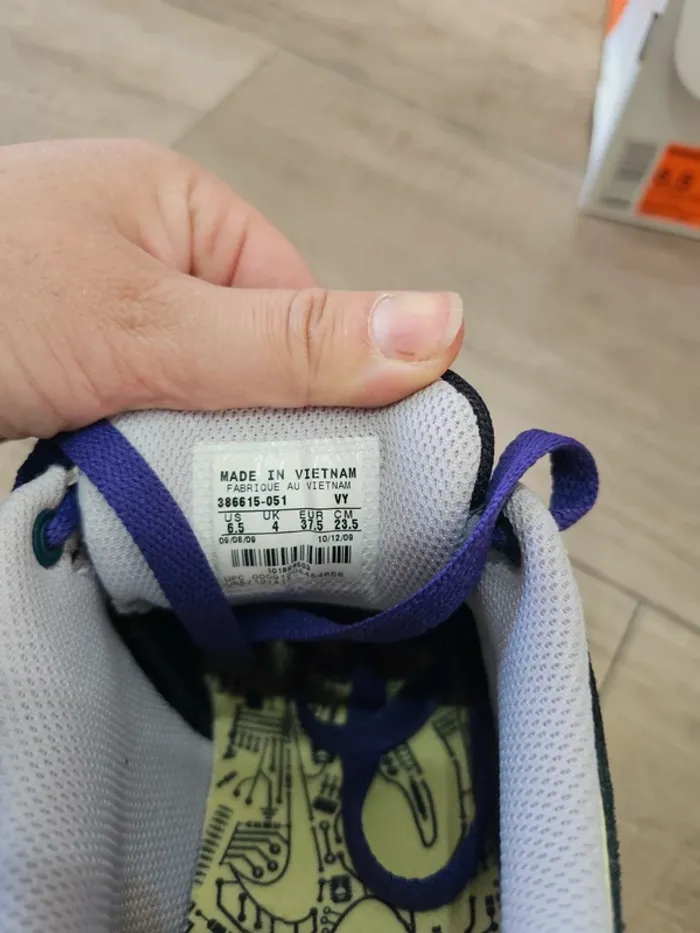 MADE IN VIETNAM
FABRIQUE AU VIETNAM
386615-051 VY
US UK EUR CM
6.5 4 37.5 23.5
09/08/09 10/12/09